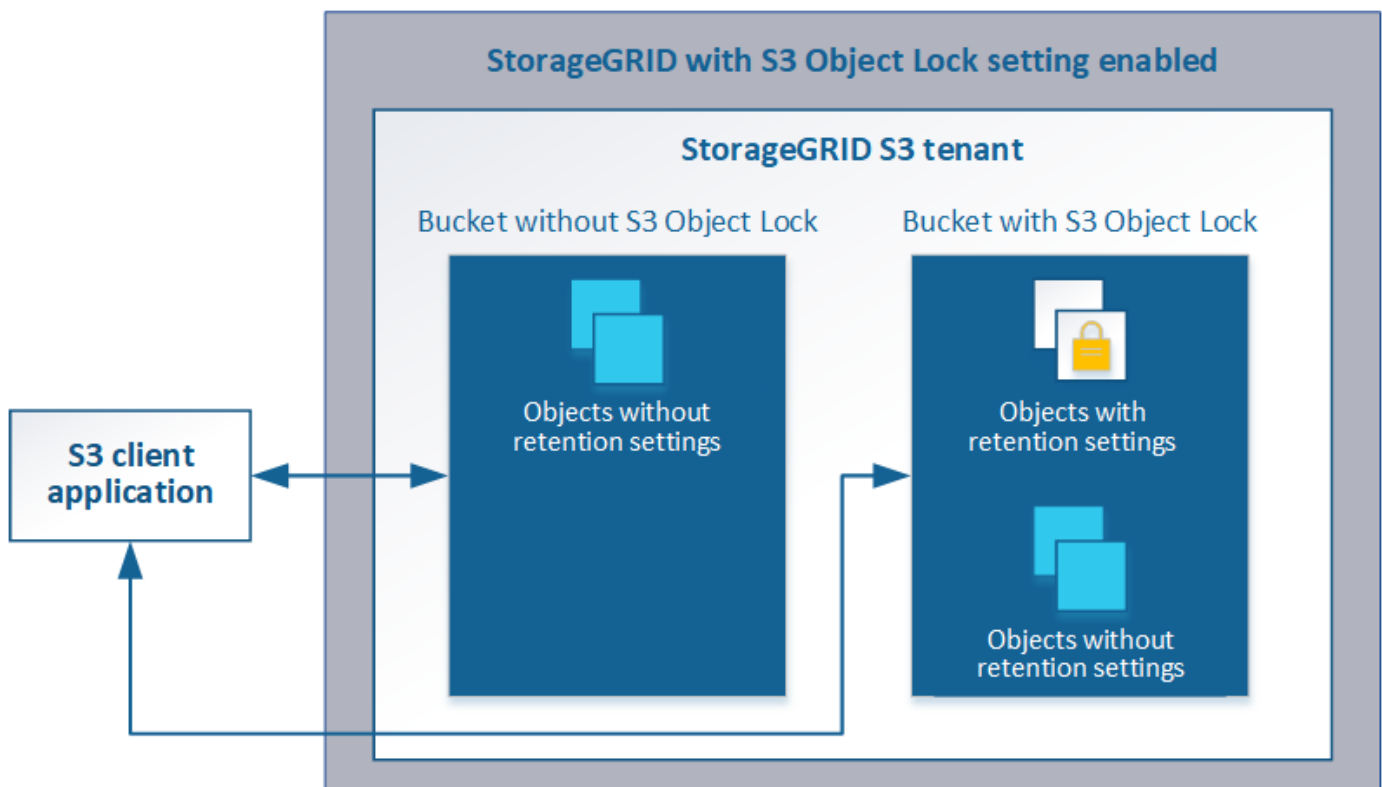 StorageGRID with S3 Object Lock setting enabled
StorageGRID S3 tenant
Bucket without S3 Object Lock
Bucket with S3 Object Lock
Objects without
retention settings
Objects with
retention settings
S3 client
application
Objects without
retention settings